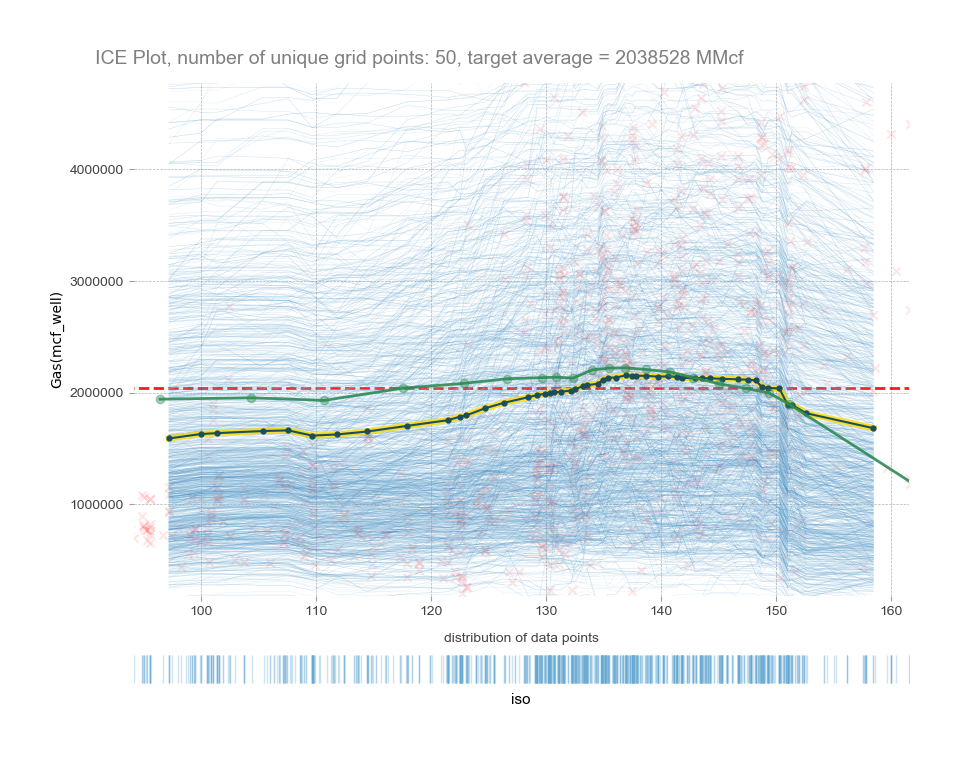 ICE Plot, number of unique grid points: 50, target average = 2038528 MMcf
Gas(mcf_well)
4000000
3000000
2000000
1000000
100 110 120 130 140 150 160
distribution of data points
iso